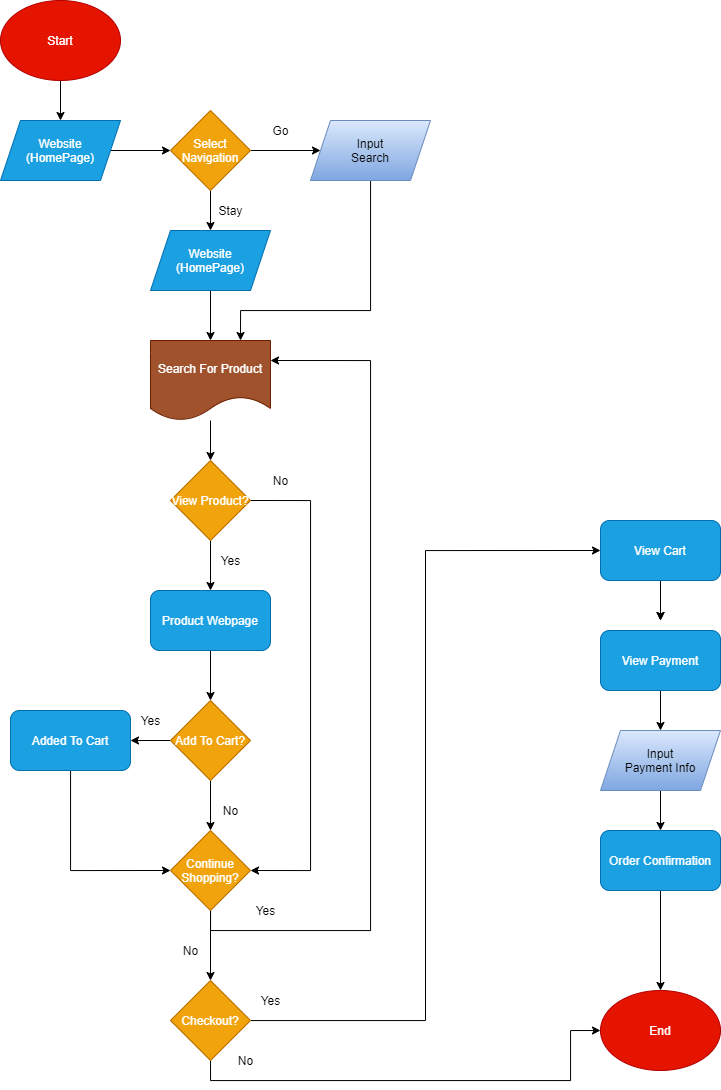 Start
Website
(HomePage)
Select
Navigation
Go
Input
Search
Stay
Website
(HomePage)
Search For Product
View Product?
No
Yes
Product Webpage
Add To Cart?
Yes
Added To Cart
No
Continue
Shopping?
Yes
No
Checkout?
Yes
No
View Cart
View Payment
Input
Payment Info
Order Confirmation
End